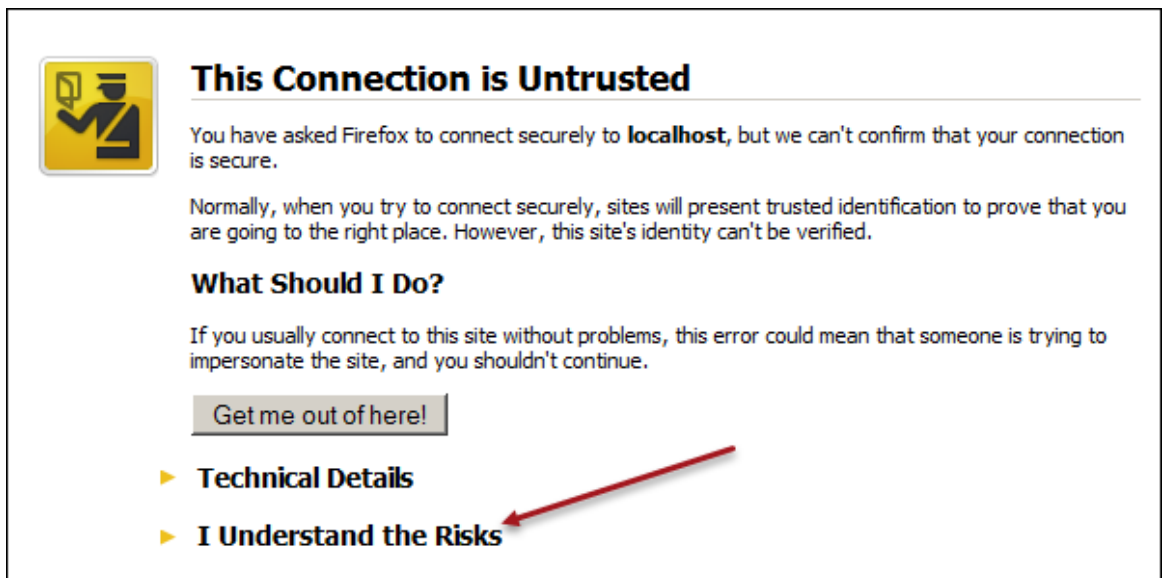 This Connection is Untrusted
You have asked Firefox to connect securely to localhost, but we can't confirm that your connection
is secure.
Normally, when you try to connect securely, sites will present trusted identification to prove that you
are going to the right place. However, this site's identity can't be verified.
What Should I Do?
If you usually connect to this site without problems, this error could mean that someone is trying to
impersonate the site, and you shouldn't continue.
Get me out of here!
Technical Details
I Understand the Risks